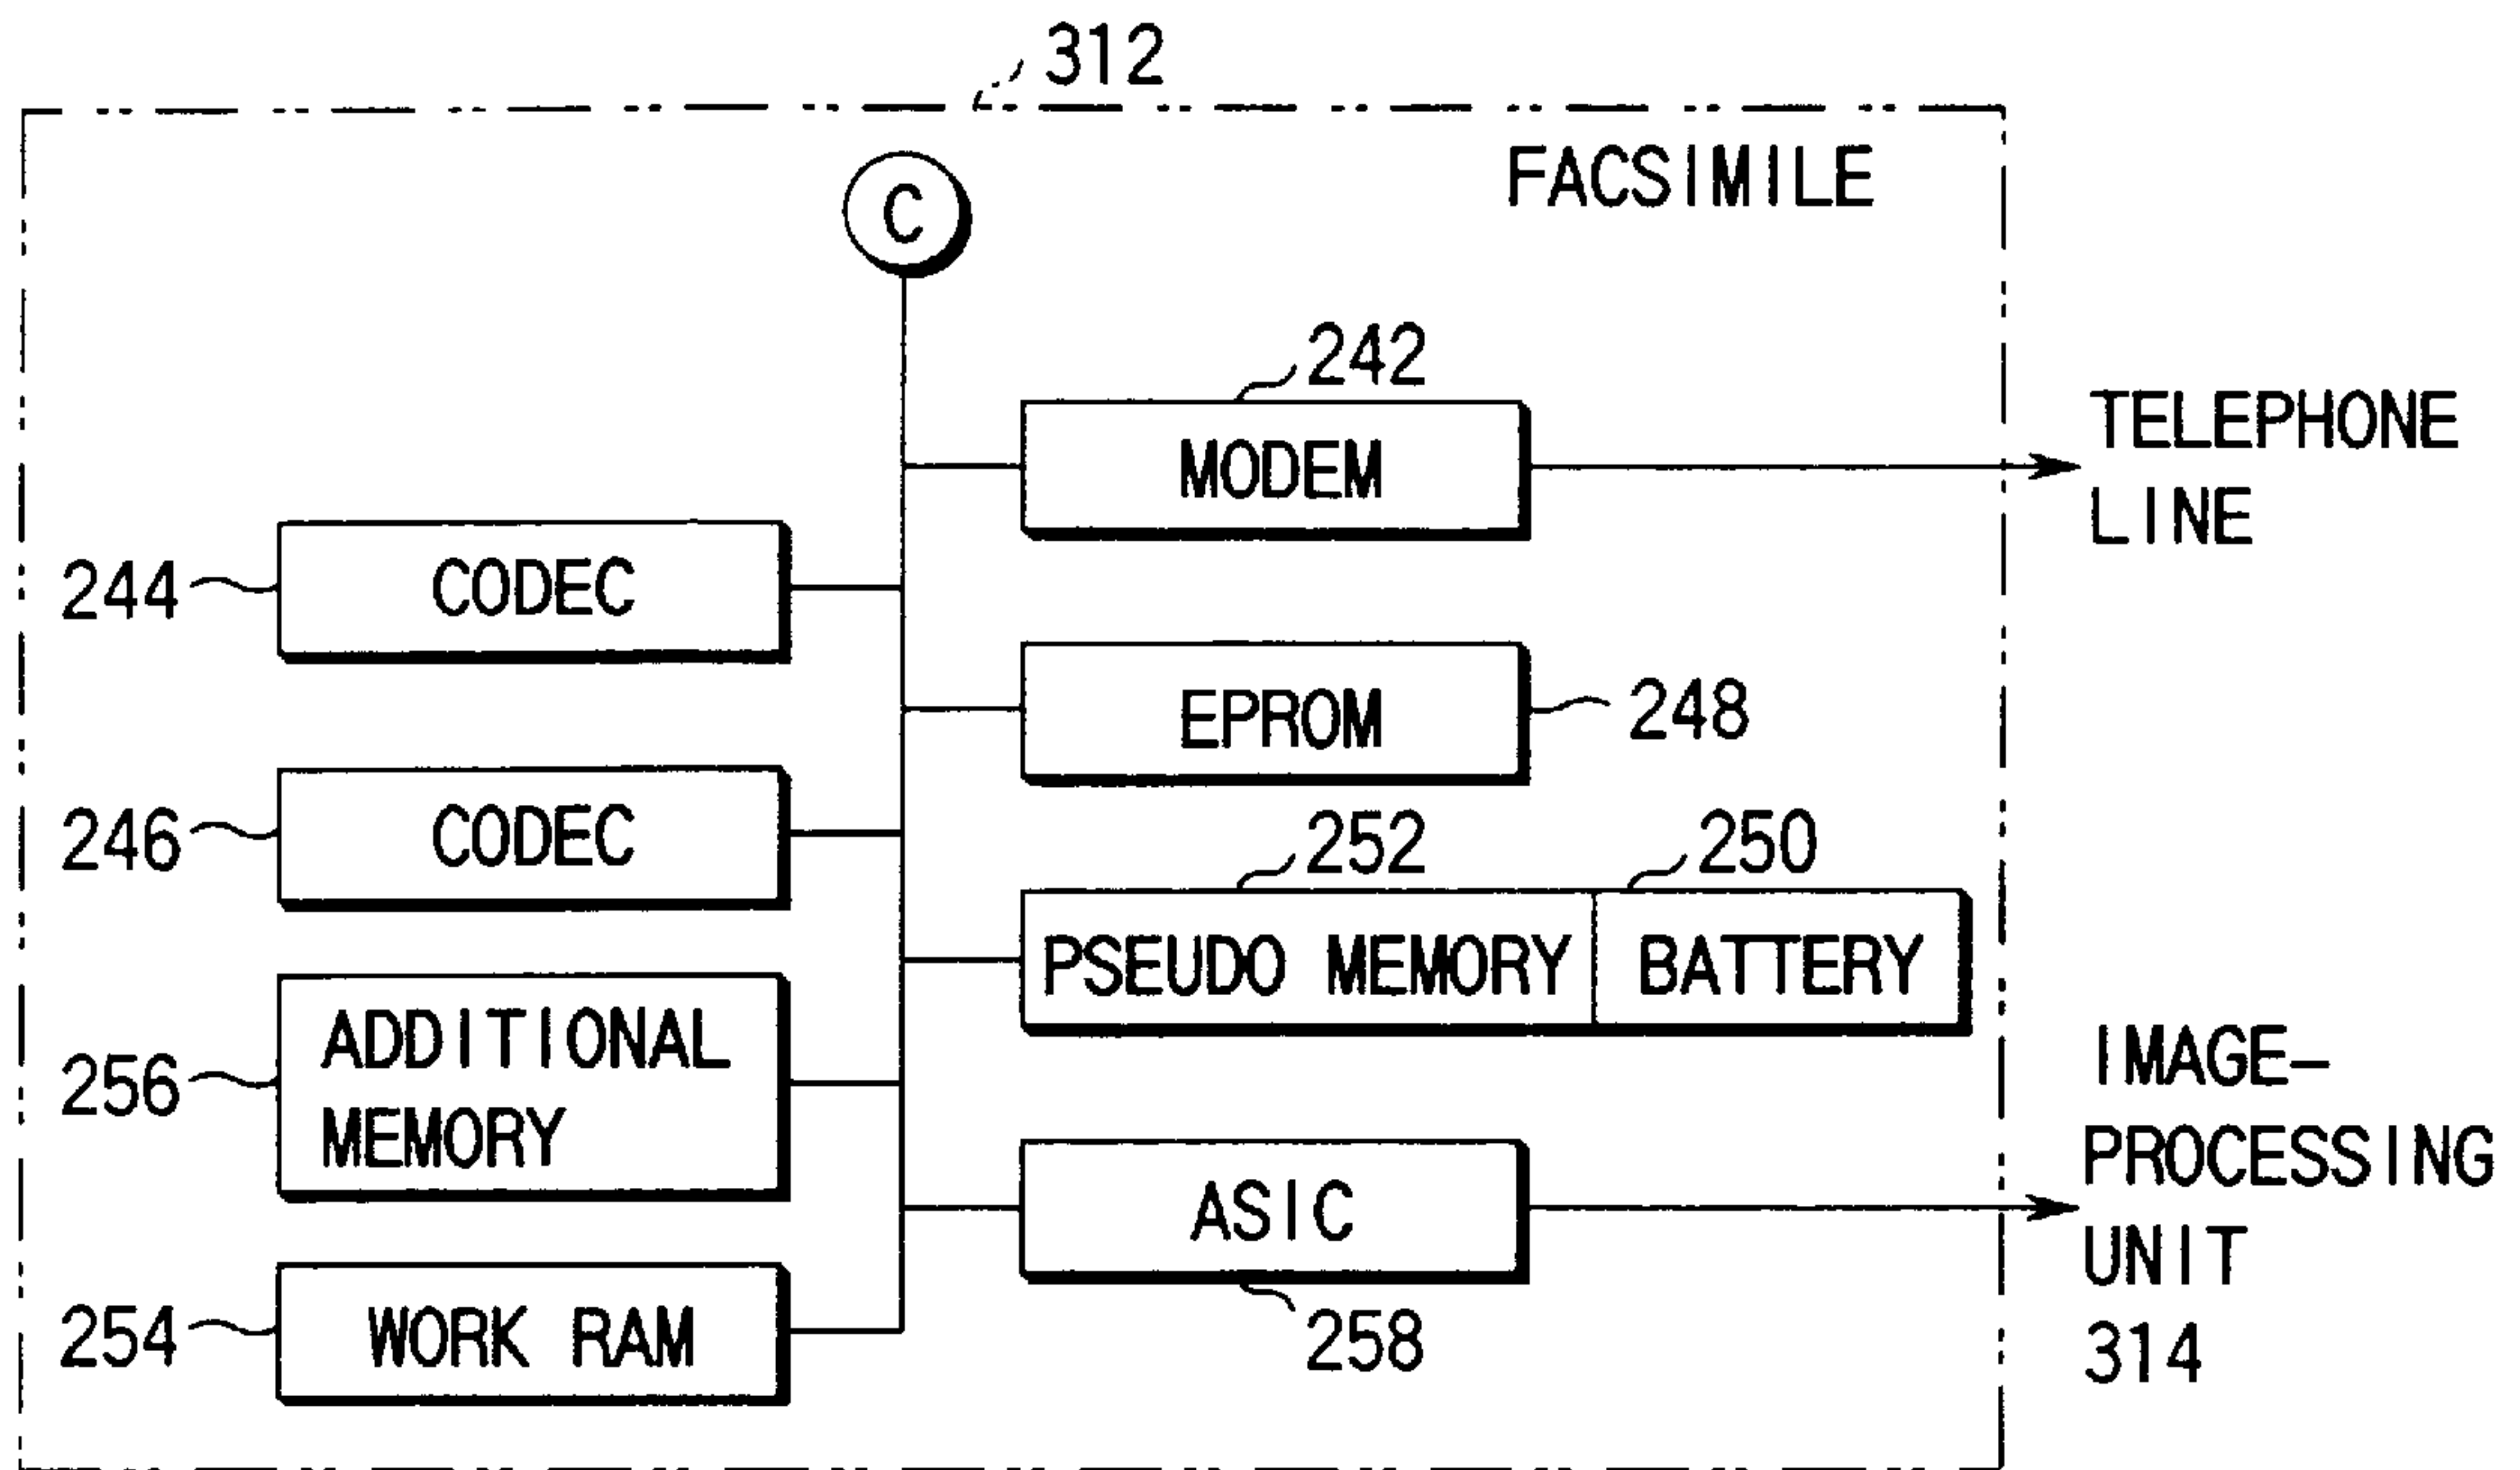 312
FACSIMILE
C
242
MODEM
TELEPHONE
LINE
244
CODEC
EPROM
248
246
CODEC
252
250
PSEUDO MEMORY
BATTERY
256
ADDITIONAL
MEMORY
IMAGE-
PROCESSING
UNIT
314
ASIC
258
254
WORK RAM